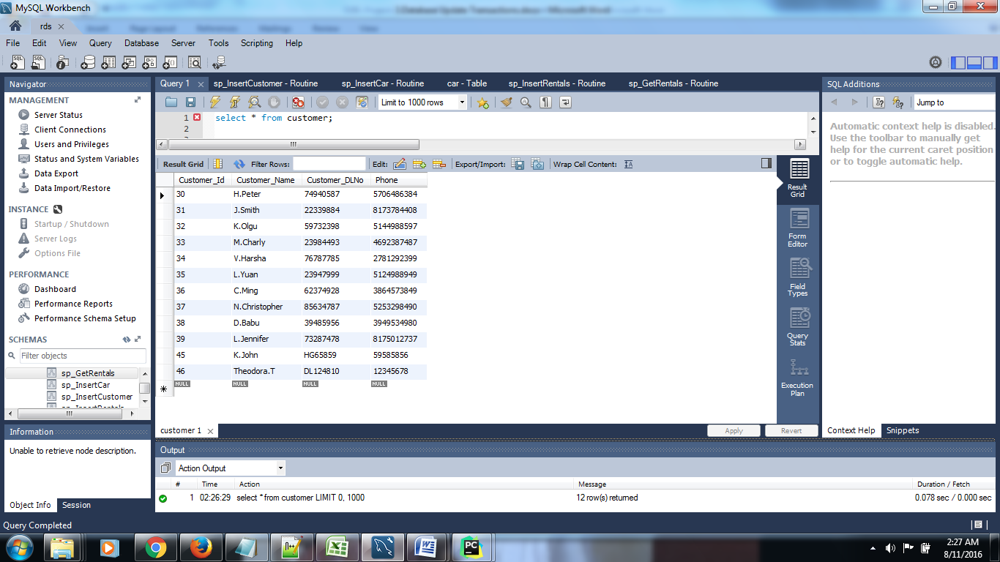 MySQL Workbench
rds
File Edit View Query Database Server Tools Scripting Help
Navigator
MANAGEMENT
Server Status
Client Connections
Users and Privileges
Status and System Variables
Data Export
Data Import/Restore
INSTANCE
Startup / Shutdown
Server Logs
Options File
PERFORMANCE
Dashboard
Performance Reports
Performance Schema Setup
SCHEMAS
Filter objects
sp_GetRentals
sp_InsertCar
sp_InsertCustomer
sp_InsertRentals
Information
Unable to retrieve node description.
Object Info Session
Query 1 sp_InsertCustomer - Routine sp_InsertCar - Routine car - Table sp_InsertRentals - Routine sp_GetRentals - Routine
Limit to 1000 rows
1 select * from customer;
2
Result Grid Filter Rows: Edit: Export/Import: Wrap Cell Content:
Customer_Id Customer_Name Customer_DLNo Phone
30 H.Peter 74940587 5706486384
31 J.Smith 22339884 8173784408
32 K.Olgu 59732398 5144988597
33 M.Charly 23984493 4692387487
34 V.Harsha 76787785 2781292399
35 L.Yuan 23947999 5124988949
36 C.Ming 62374928 3864573849
37 N.Christopher 85634787 5253298490
38 D.Babu 39485956 3949534980
39 L.Jennifer 73287478 8175012737
45 K.John HG65859 59585856
46 Theodora.T DL124810 12345678
NULL NULL NULL NULL
Result
Grid
Form
Editor
Field
Types
Query
Stats
Execution
Plan
customer 1 Apply Revert
SQL Additions
Jump to
Automatic context help is disabled.
Use the toolbar to manually get
help for the current caret position
or to toggle automatic help.
Context Help Snippets
Output
Action Output
# Time Action Message Duration / Fetch
1 02:26:29 select * from customer LIMIT 0, 1000 12 row(s) returned 0.078 sec / 0.000 sec
Query Completed
2:27 AM
8/11/2016